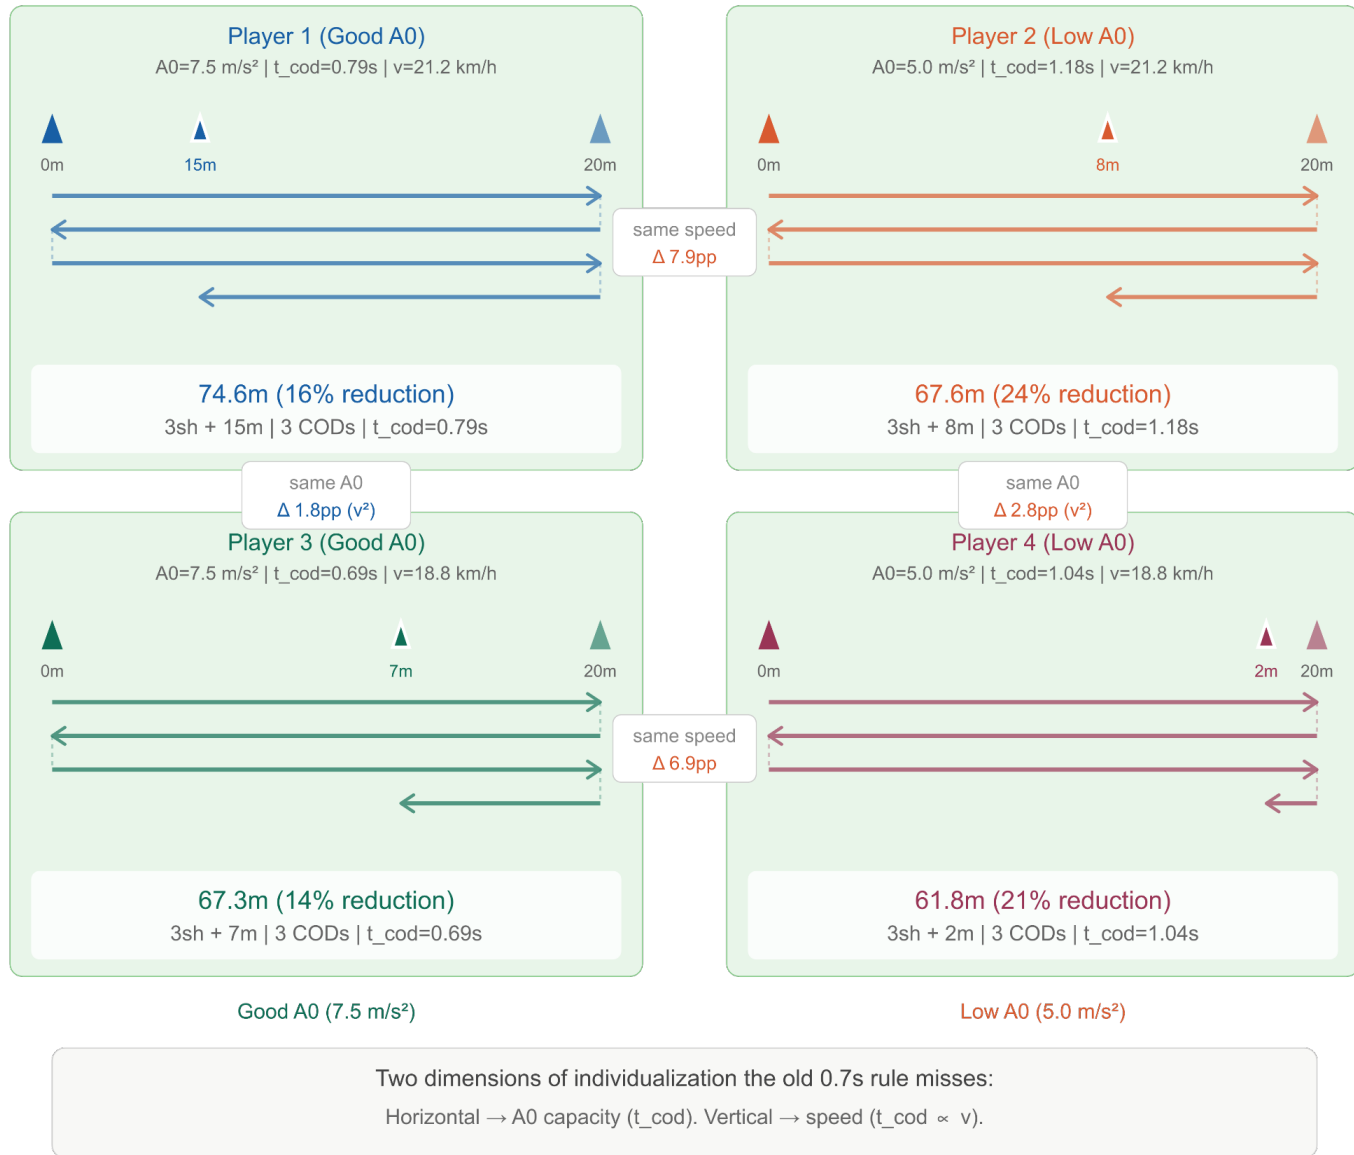 Player 1 (Good A0)
A0=7.5 m/s² | t_cod=0.79s | v=21.2 km/h
0m
15m
20m
74.6m (16% reduction)
3sh + 15m | 3 CODs | t_cod=0.79s
same speed
Δ 7.9pp
Player 2 (Low A0)
A0=5.0 m/s² | t_cod=1.18s | v=21.2 km/h
0m
8m
20m
67.6m (24% reduction)
3sh + 8m | 3 CODs | t_cod=1.18s
same A0
Δ 1.8pp (v²)
same A0
Δ 2.8pp (v²)
Player 3 (Good A0)
A0=7.5 m/s² | t_cod=0.69s | v=18.8 km/h
0m
7m
20m
67.3m (14% reduction)
3sh + 7m | 3 CODs | t_cod=0.69s
same speed
Δ 6.9pp
Player 4 (Low A0)
A0=5.0 m/s² | t_cod=1.04s | v=18.8 km/h
0m
2m
20m
61.8m (21% reduction)
3sh + 2m | 3 CODs | t_cod=1.04s
Good A0 (7.5 m/s²)
Low A0 (5.0 m/s²)
Two dimensions of individualization the old 0.7s rule misses:
Horizontal → A0 capacity (t_cod). Vertical → speed (t_cod ∝ v).